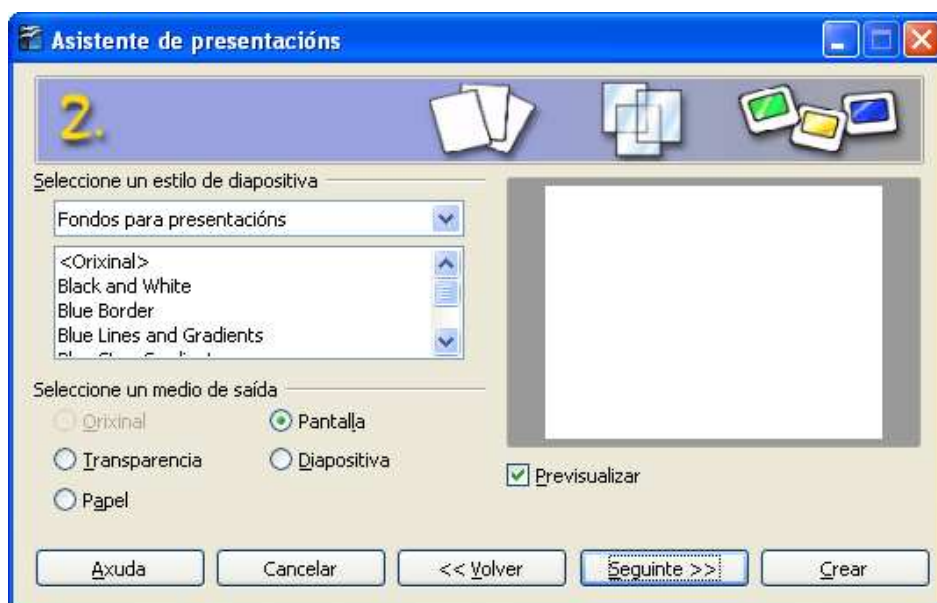 Asistente de presentacións
2.
Seleccione un estilo de diapositiva
Fondos para presentacións
<Orixinal>
Black and White
Blue Border
Blue Lines and Gradients
Seleccione un medio de saída
Orixinal
Pantalla
Transparencia
Diapositiva
Papel
Previsualizar
Axuda
Cancelar
<< Volver
Seguinte >>
Crear